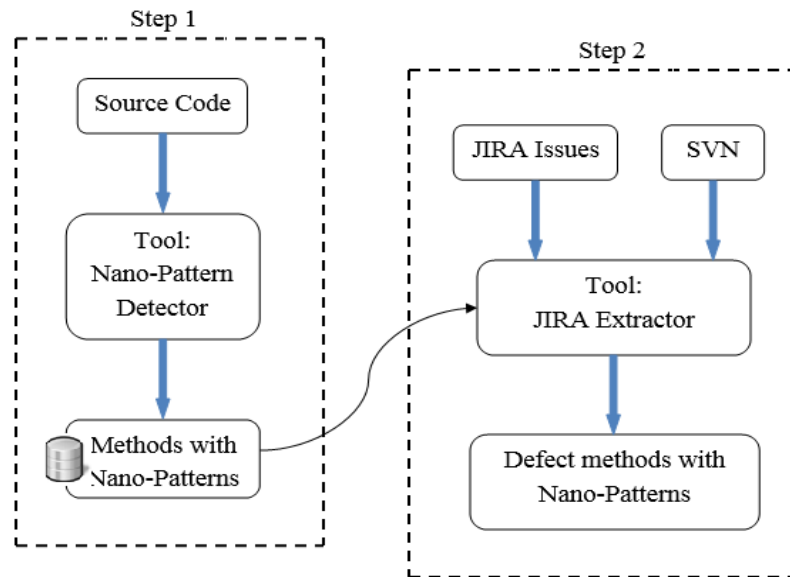 Step 1
Source Code
Tool:
Nano-Pattern
Detector
Methods with
Nano-Patterns
Step 2
JIRA Issues
SVN
Tool:
JIRA Extractor
Defect methods with
Nano-Patterns